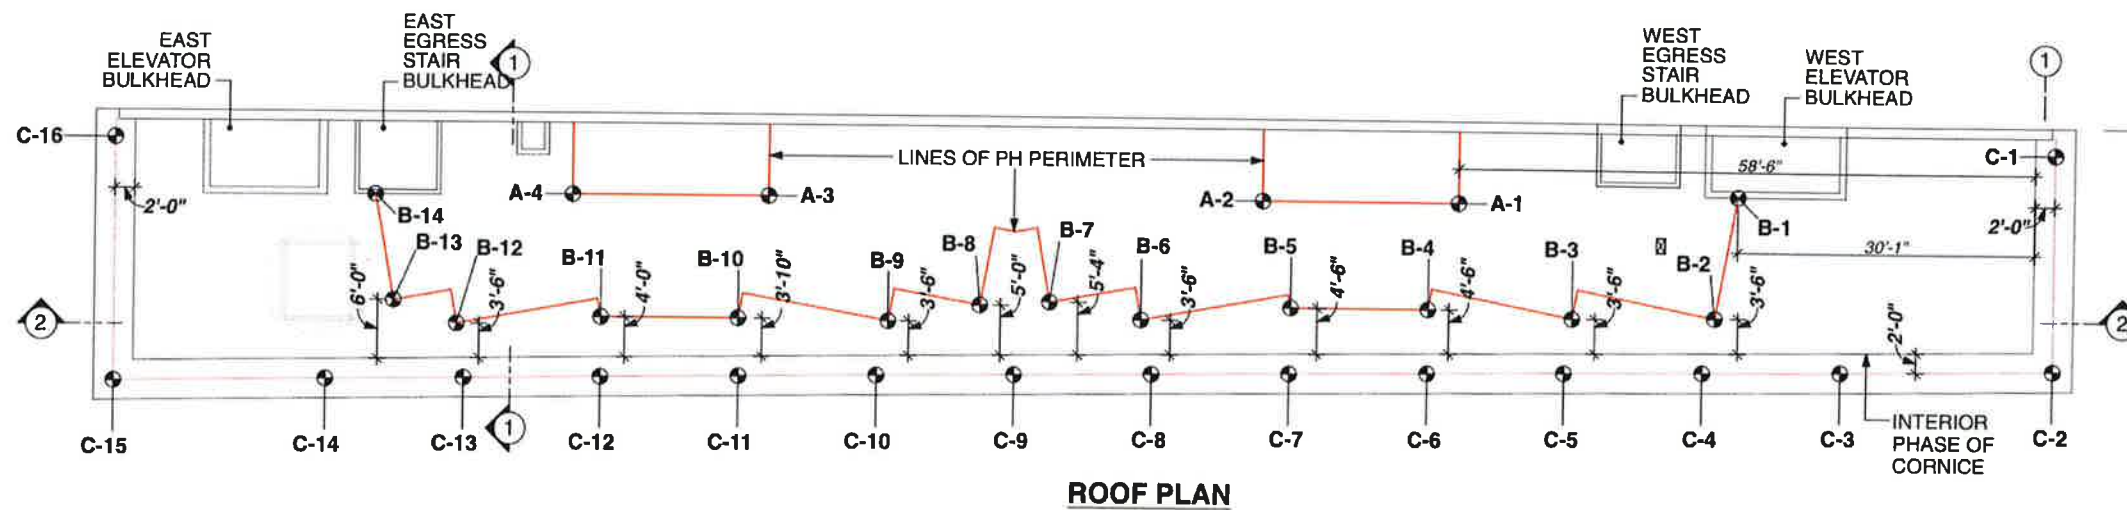 EAST
ELEVATOR
BULKHEAD
EAST
EGRESS
STAIR
BULKHEAD
1
WEST
EGRESS
STAIR
BULKHEAD
WEST
ELEVATOR
BULKHEAD
1
C-16
LINES OF PH PERIMETER
C-1
58'-6"
2'-0"
B-14
A-4
A-3
A-2
A-1
B-1
2'-0"
B-13
B-12
B-11
B-10
B-9
B-8
B-7
B-6
B-5
B-4
B-3
B-2
30'-1"
6'-0"
3'-6"
4'-0"
3'-10"
3'-6"
5'-0"
5'-4"
3'-6"
4'-6"
4'-6"
3'-6"
3'-6"
2'-0"
2
2
C-15
C-14
C-13
1
C-12
C-11
C-10
C-9
C-8
C-7
C-6
C-5
C-4
C-3
INTERIOR
PHASE OF
CORNICE
C-2
ROOF PLAN